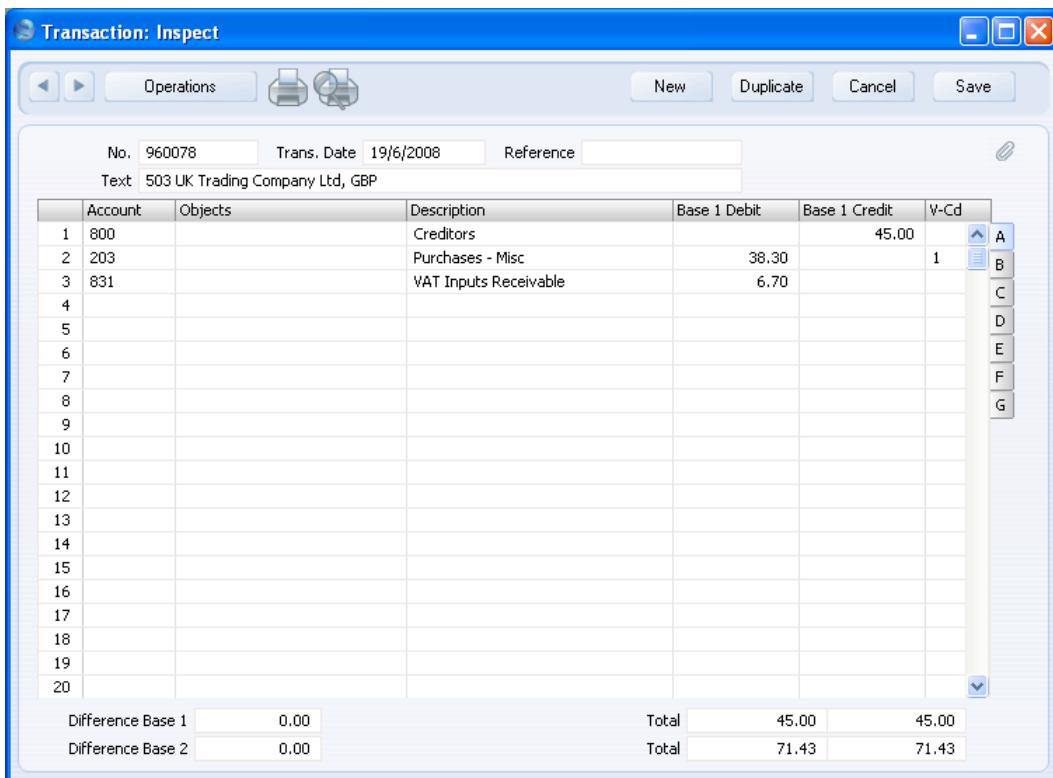 Transaction: Inspect
Operations New Duplicate Cancel Save
No. 960078 Trans. Date 19/6/2008 Reference
Text 503 UK Trading Company Ltd, GBP
Account Objects Description Base 1 Debit Base 1 Credit V-Cd
1 800 Creditors 45.00 A
2 203 Purchases - Misc 38.30 1 B
3 831 VAT Inputs Receivable 6.70 C
4
5 D
6 E
7 F
8 G
9
10
11
12
13
14
15
16
17
18
19
20
Difference Base 1 0.00 Total 45.00 45.00
Difference Base 2 0.00 Total 71.43 71.43